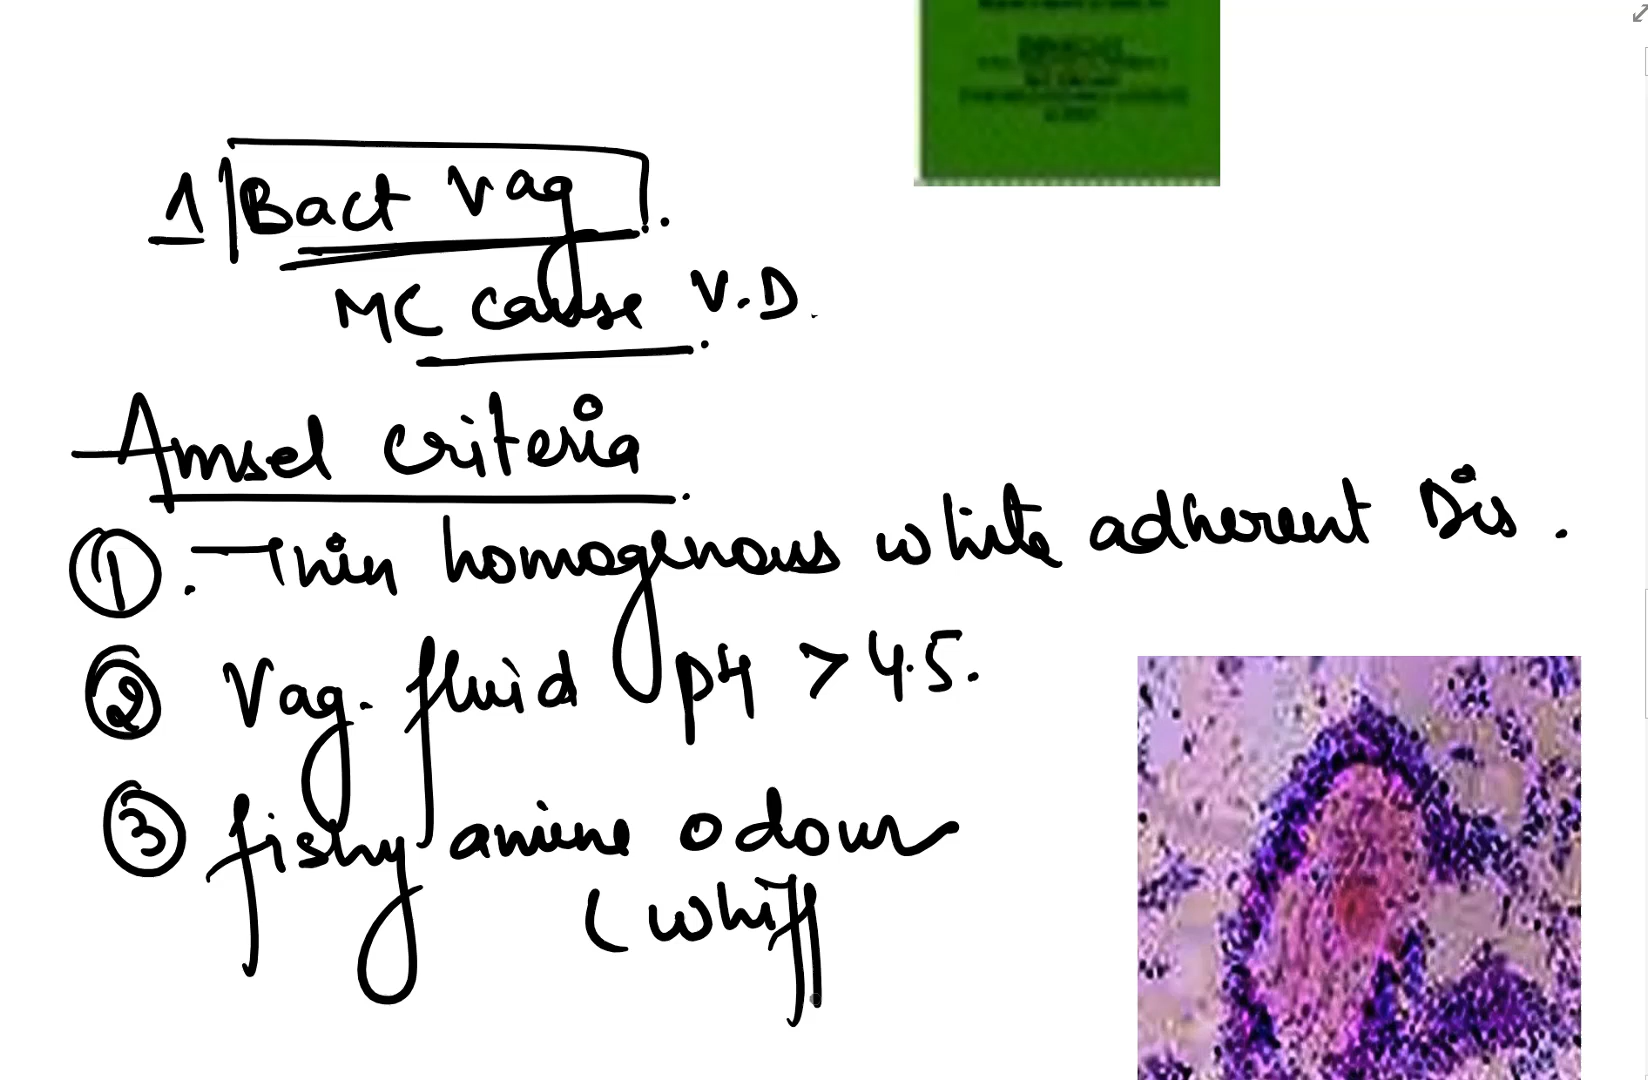 1 Bact Vag.
MC cause V.D.
Amsel criteria
① Thin homogenous white adherent Dis.
② Vag. fluid pH > 4.5.
③ fishy amine odour
(whiff